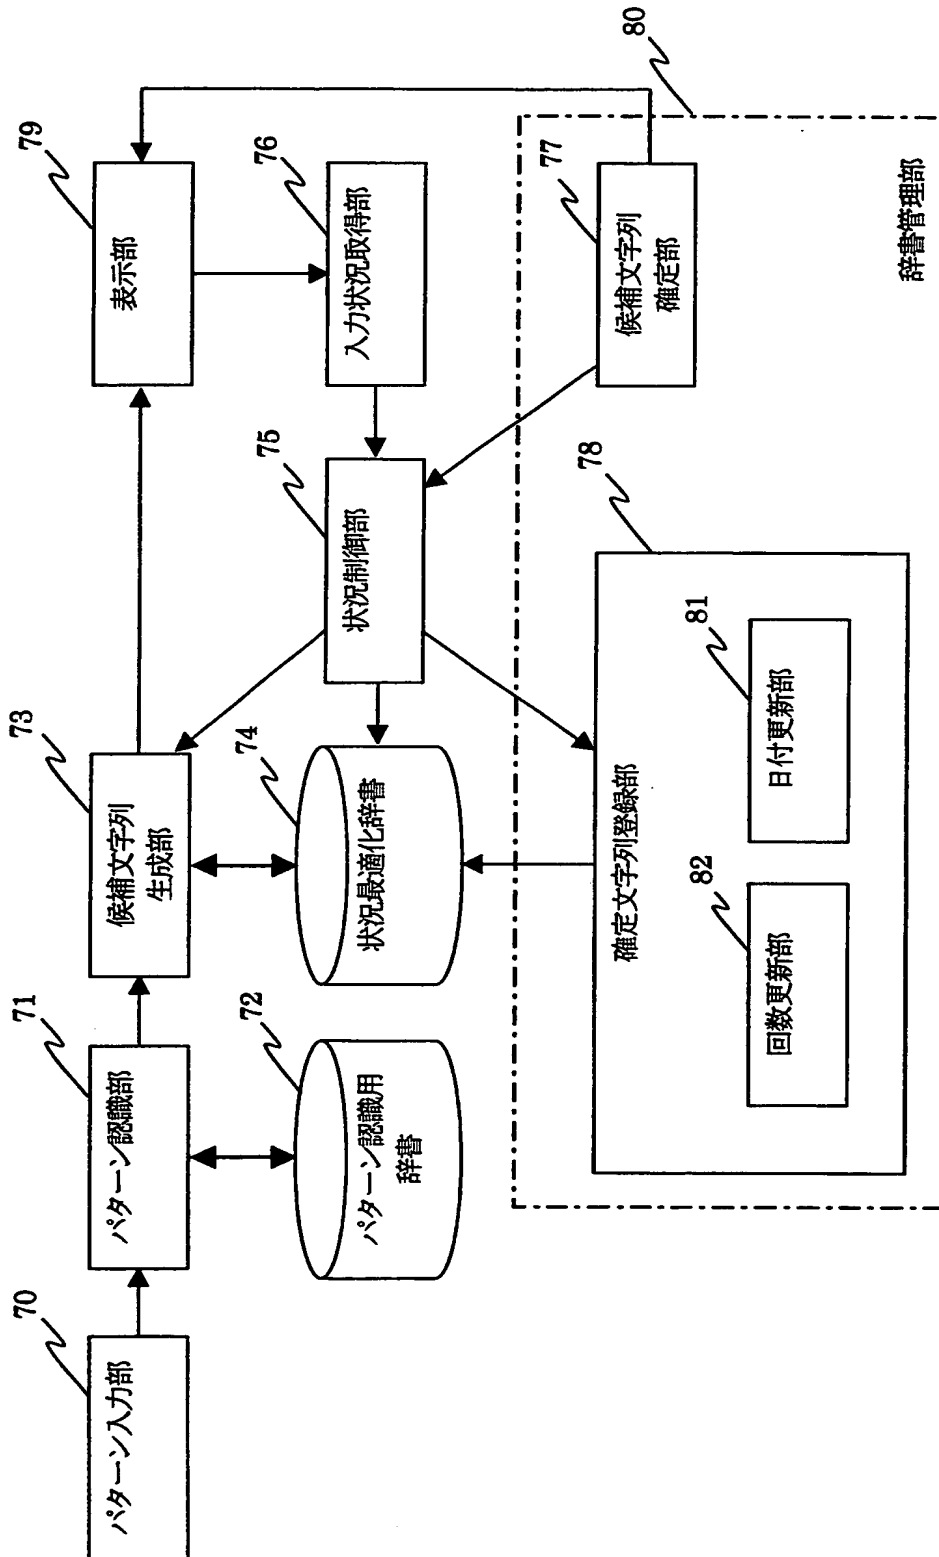 70
パターン入力部
71
パターン認識部
72
パターン認識用
辞書
73
候補文字列
生成部
74
状況最適化辞書
75
状況制御部
76
入力状況取得部
79
表示部
80
77
候補文字列
確定部
辞書管理部
78
確定文字列登録部
82
回数更新部
81
日付更新部